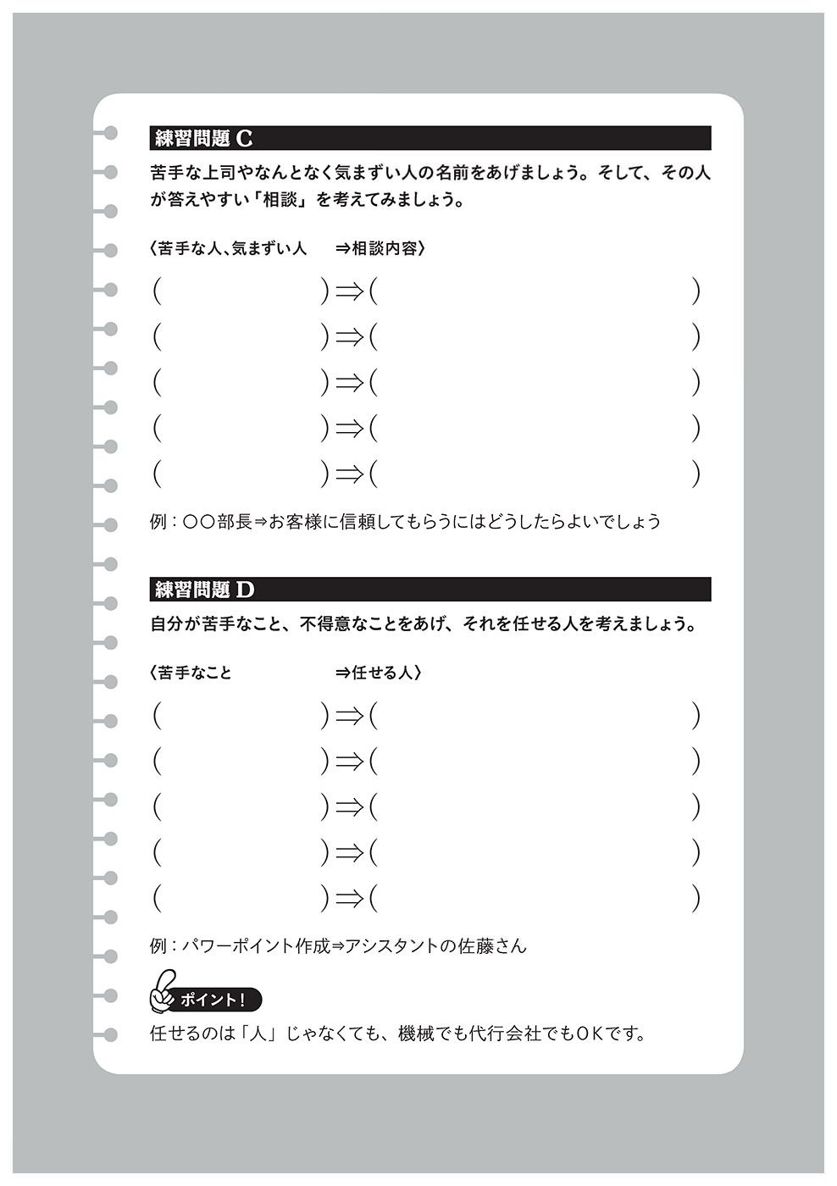 練習問題 C
苦手な上司やなんとなく気まずい人の名前をあげましょう。そして、その人
が答えやすい「相談」を考えてみましょう。
〈苦手な人、気まずい人　⇒相談内容〉
(　　　　　)⇒(　　　　　　　　　　)
(　　　　　)⇒(　　　　　　　　　　)
(　　　　　)⇒(　　　　　　　　　　)
(　　　　　)⇒(　　　　　　　　　　)
(　　　　　)⇒(　　　　　　　　　　)
例：〇〇部長⇒お客様に信頼してもらうにはどうしたらよいでしょう
練習問題 D
自分が苦手なこと、不得意なことをあげ、それを任せる人を考えましょう。
〈苦手なこと　⇒任せる人〉
(　　　　　)⇒(　　　　　　　　　　)
(　　　　　)⇒(　　　　　　　　　　)
(　　　　　)⇒(　　　　　　　　　　)
(　　　　　)⇒(　　　　　　　　　　)
(　　　　　)⇒(　　　　　　　　　　)
例：パワーポイント作成⇒アシスタントの佐藤さん
ポイント！
任せるのは「人」じゃなくても、機械でも代行会社でもＯＫです。